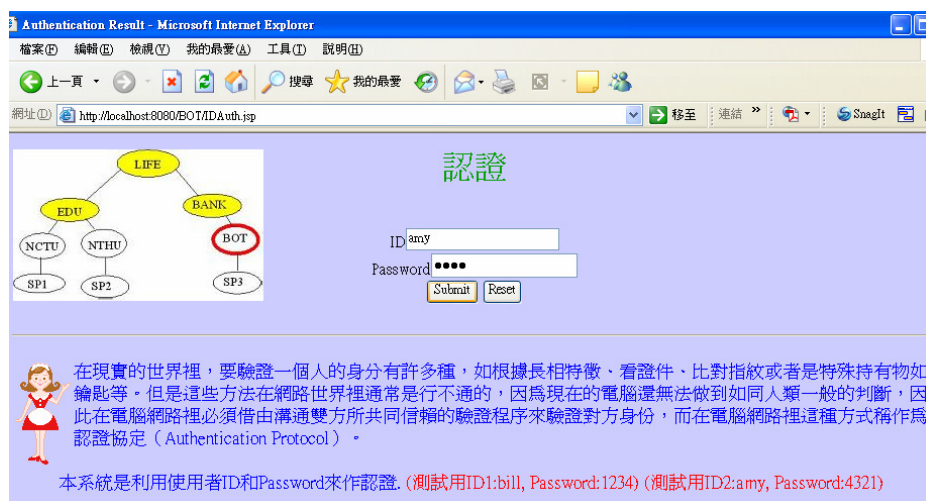 Authentication Result - Microsoft Internet Explorer
檔案(F) 編輯(E) 檢視(V) 我的最愛(A) 工具(T) 說明(H)
上一頁 搜尋 我的最愛
網址(D) http://localhost:8080/BOT/IDAuth.jsp 移至 連結 » SnagIt
LIFE
認證
EDU BANK
NCTU NTHU BOT
SP1 SP2 SP3
ID amy
Password ●●●●
Submit Reset
在現實的世界裡，要驗證一個人的身分有許多種，如根據長相特徵、看證件、比對指紋或者是特殊持有物如
鑰匙等。但是這些方法在網路世界裡通常是行不通的，因為現在的電腦還無法做到如同人類一般的判斷，因
此在電腦網路裡必須借由溝通雙方所共同信賴的驗證程序來驗證對方身份，而在電腦網路裡這種方式稱作為
認證協定（Authentication Protocol）。
本系統是利用使用者ID和Password來作認證. (測試用ID1:bill, Password:1234) (測試用ID2:amy, Password:4321)